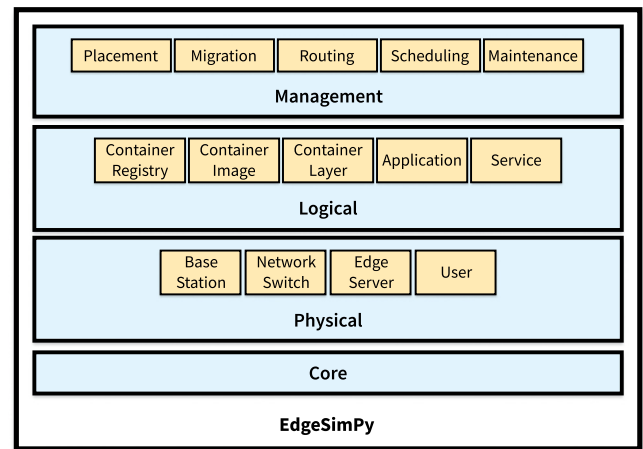 Placement Migration Routing Scheduling Maintenance
Management
Container Registry Container Image Container Layer Application Service
Logical
Base Station Network Switch Edge Server User
Physical
Core
EdgeSimPy